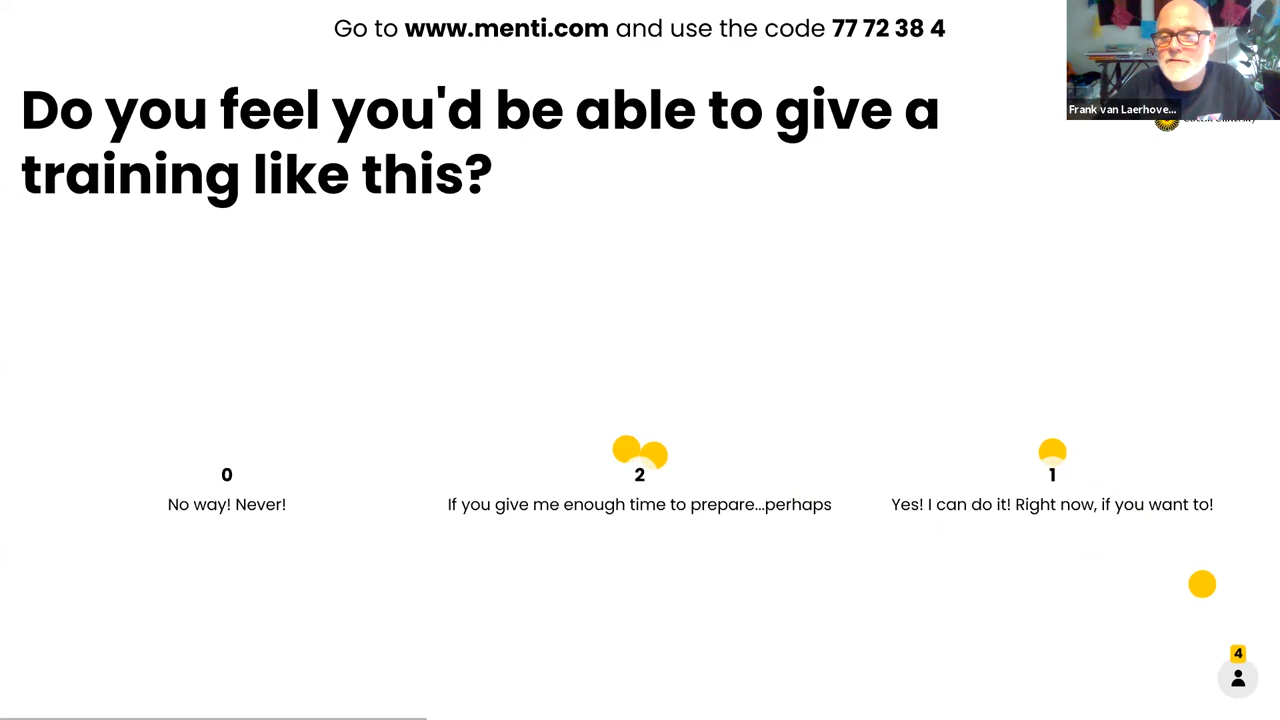 Go to www.menti.com and use the code 77 72 38 4
Do you feel you'd be able to give a
training like this?
Frank van Laerhove...
0
2
1
No way! Never!
If you give me enough time to prepare...perhaps
Yes! I can do it! Right now, if you want to!
4